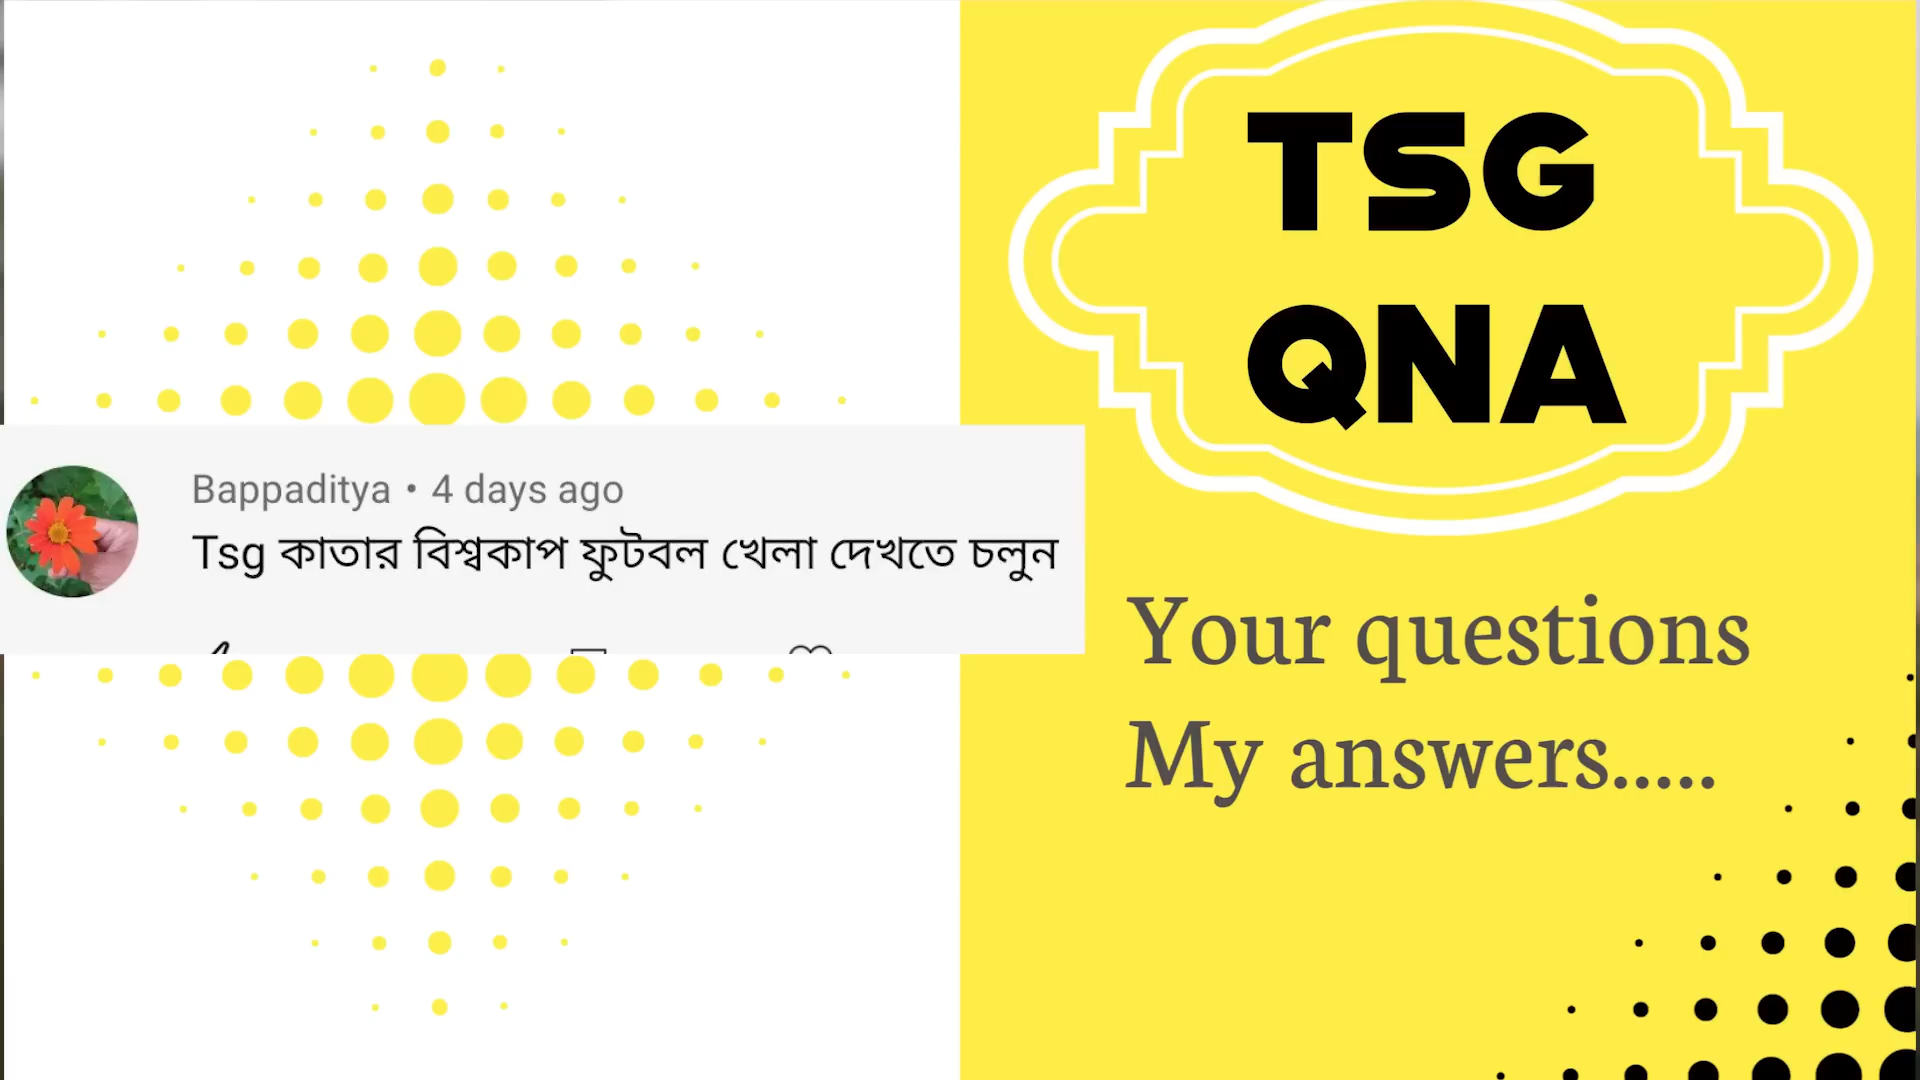 TSG
QNA
Bappaditya • 4 days ago
Tsg কাতার বিশ্বকাপ ফুটবল খেলা দেখতে চলুন
Your questions
My answers.....